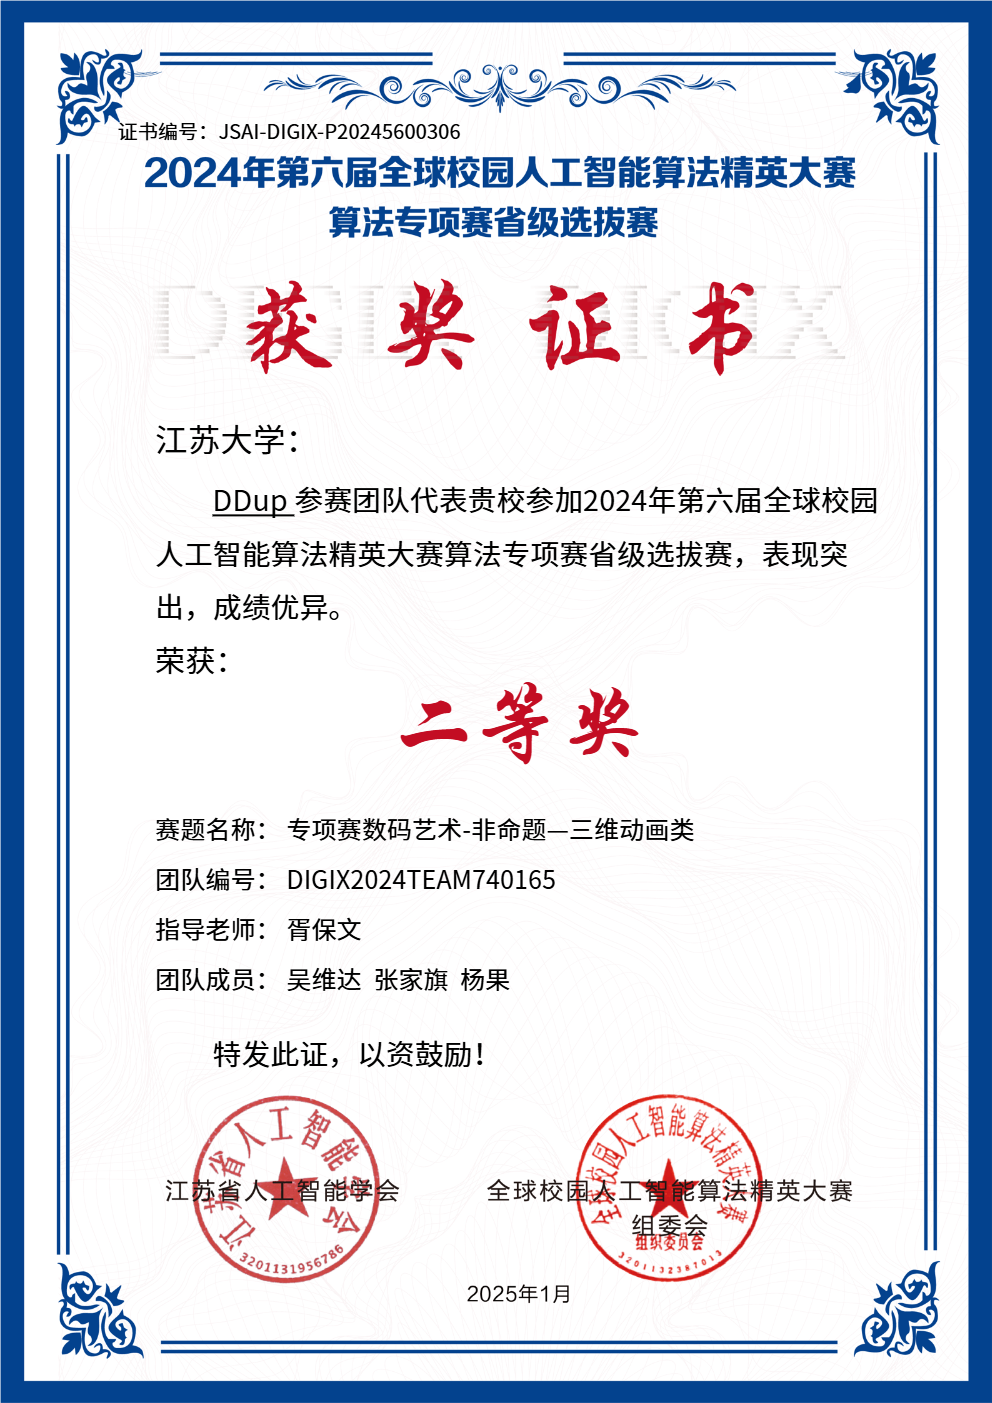 证书编号：JSAI-DIGIX-P20245600306
2024年第六届全球校园人工智能算法精英大赛
算法专项赛省级选拔赛
DIGIX DIGIX
获奖证书
江苏大学：
DDup 参赛团队代表贵校参加2024年第六届全球校园
人工智能算法精英大赛算法专项赛省级选拔赛，表现突
出，成绩优异。
荣获：
二等奖
赛题名称： 专项赛数码艺术-非命题—三维动画类
团队编号： DIGIX2024TEAM740165
指导老师： 胥保文
团队成员： 吴维达 张家旗 杨果
特发此证，以资鼓励！
江苏省人工智能学会
3201131956786
江苏省人工智能学会
全球校园人工智能算法精英大赛
组织委员会
3201132387013
全球校园人工智能算法精英大赛
组委会
2025年1月